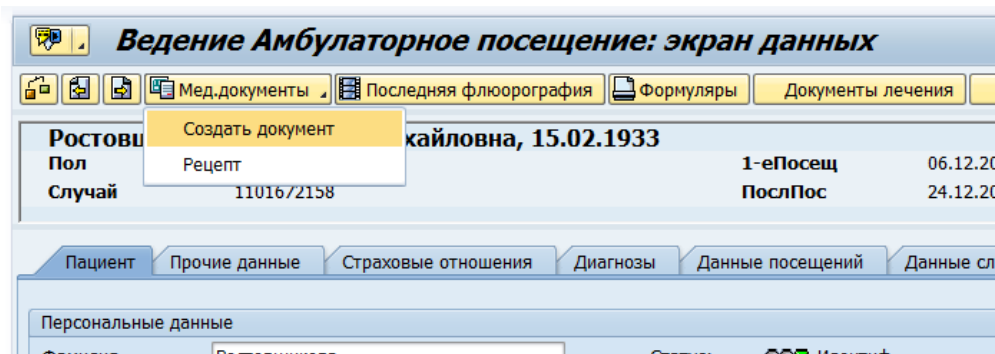 Ведение Амбулаторное посещение: экран данных
Мед.документы Последняя флюорография Формуляры Документы лечения
Создать документ
Рецепт
хайловна, 15.02.1933
Пол 1-еПосещ 06.12.20
Случай 1101672158 ПослПос 24.12.20
Пациент Прочие данные Страховые отношения Диагнозы Данные посещений Данные сл
Персональные данные